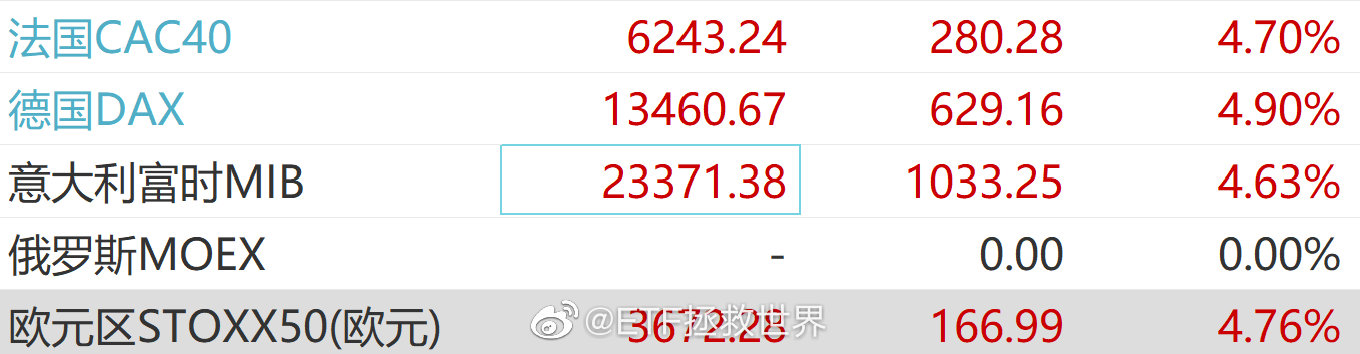 法国CAC40 6243.24 280.28 4.70%
德国DAX 13460.67 629.16 4.90%
意大利富时MIB 23371.38 1033.25 4.63%
俄罗斯MOEX - 0.00 0.00%
欧元区STOXX50(欧元) 3672.28 166.99 4.76%
@ETF拯救世界